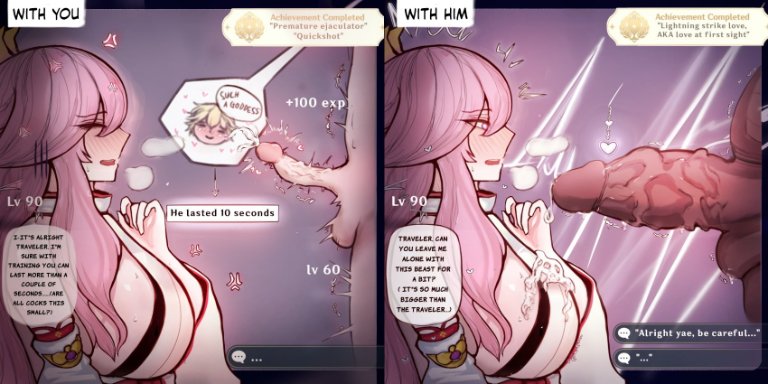 WITH YOU
Achievement Completed
"Premature ejaculator"
"Quickshot"
SUCH
A GODDESS
+100 exp
Lv 90
He lasted 10 seconds
I-IT'S ALRIGHT
TRAVELER. I'M
SURE WITH
TRAINING YOU CAN
LAST MORE THAN A
COUPLE OF
SECONDS....(ARE
ALL COCKS THIS
SMALL?)
lv 60
...
WITH HIM
Achievement Completed
"Lightning strike love,
AKA love at first sight"
Lv 90
TRAVELER, CAN
YOU LEAVE ME
ALONE WITH
THIS BEAST FOR
A BIT?
( IT'S SO MUCH
BIGGER THAN
THE TRAVELER...)
"Alright yae, be careful..."
"..."